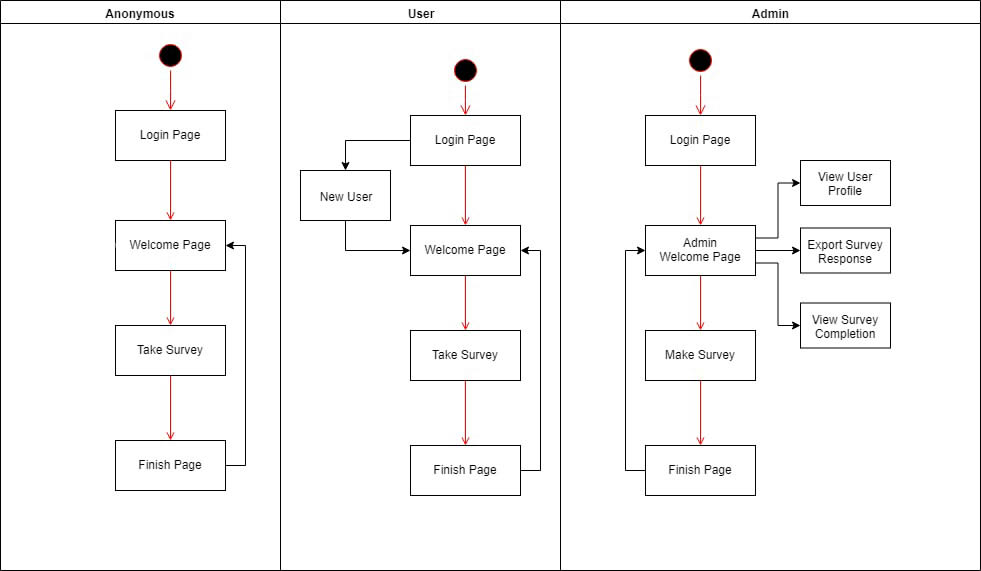 Anonymous
User
Admin
Login Page
Welcome Page
Take Survey
Finish Page
Login Page
New User
Welcome Page
Take Survey
Finish Page
Login Page
Admin
Welcome Page
View User
Profile
Export Survey
Response
View Survey
Completion
Make Survey
Finish Page